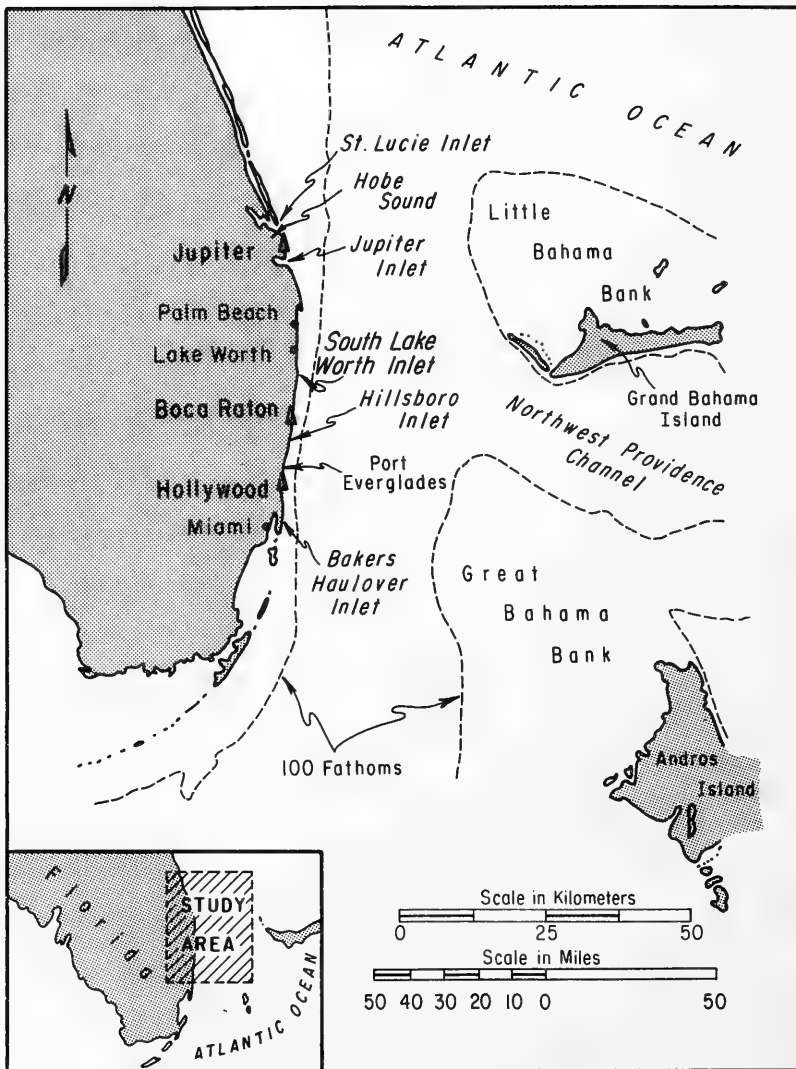 ATLANTIC OCEAN
St. Lucie Inlet
Hobe
Sound
N
Little
Jupiter
Jupiter
Inlet
Bahama
Bank
Palm Beach
South Lake
Worth Inlet
Lake Worth
Grand Bahama
Island
Boca Raton
Hillsboro
Inlet
Northwest Providence
Channel
Port
Everglades
Hollywood
Miami
Bakers
Haulover
Inlet
Great
Bahama
Bank
100 Fathoms
Andros
Island
Florida
STUDY
AREA
ATLANTIC OCEAN
Scale in Kilometers
0 25 50
Scale in Miles
50 40 30 20 10 0 50